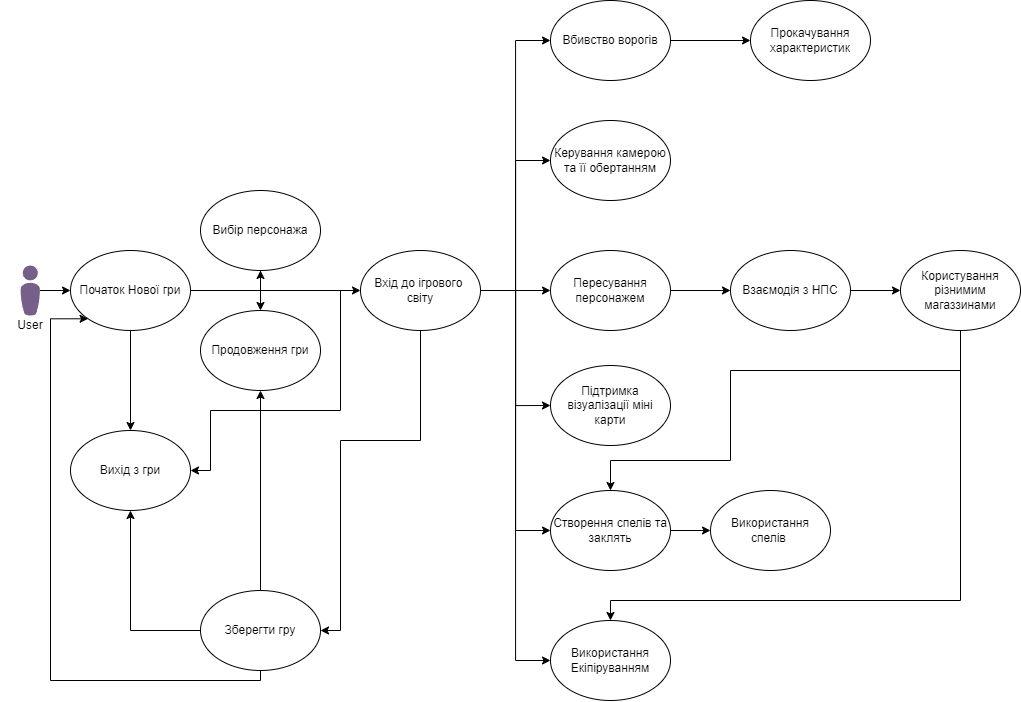 Вбивство ворогів
Прокачування
характеристик
Керування камерою
та її обертанням
Вибір персонажа
Початок Нової гри
Вхід до ігрового
світу
Пересування
персонажем
Взаємодія з НПС
Користування
різнимим
магаззинами
User
Продовження гри
Підтримка
візуалізації міні
карти
Вихід з гри
Створення спелів та
заклять
Використання
спелів
Зберегти гру
Використання
Екіпіруванням